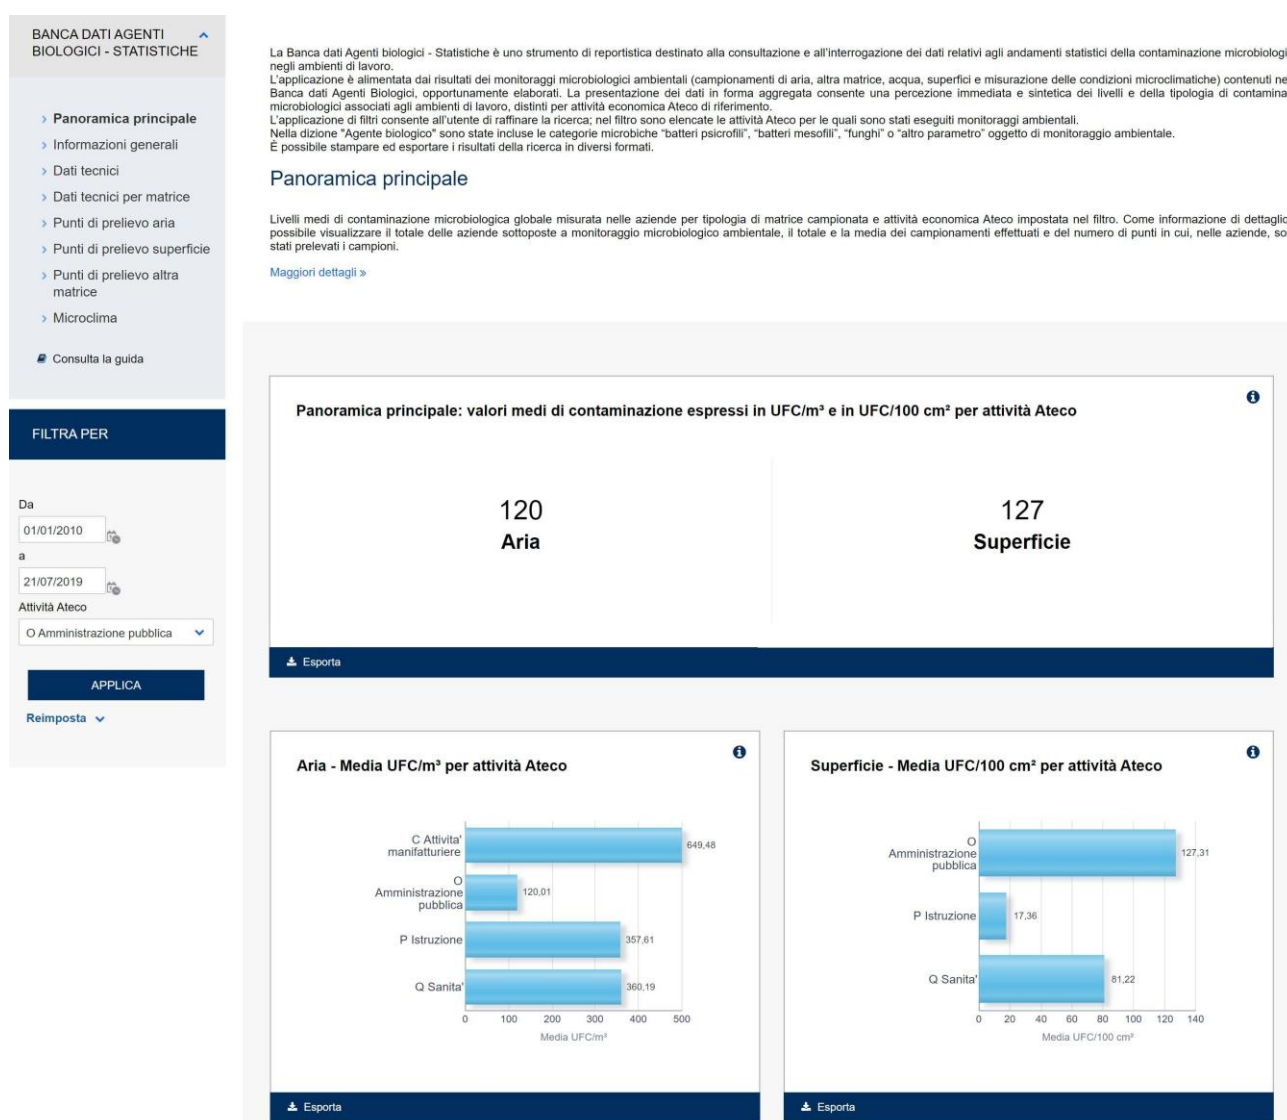 BANCA DATI AGENTI
BIOLOGICI - STATISTICHE
Panoramica principale
Informazioni generali
Dati tecnici
Dati tecnici per matrice
Punti di prelievo aria
Punti di prelievo superficie
Punti di prelievo altra
matrice
Microclima
Consulta la guida
FILTRA PER
Da
01/01/2010
a
21/07/2019
Attività Ateco
O Amministrazione pubblica
APPLICA
Reimposta
La Banca dati Agenti biologici - Statistiche è uno strumento di reportistica destinato alla consultazione e all'interrogazione dei dati relativi agli andamenti statistici della contaminazione microbiologi
negli ambienti di lavoro.
L'applicazione è alimentata dai risultati dei monitoraggi microbiologici ambientali (campionamenti di aria, altra matrice, acqua, superfici e misurazione delle condizioni microclimatiche) contenuti ne
Banca dati Agenti Biologici, opportunamente elaborati. La presentazione dei dati in forma aggregata consente una percezione immediata e sintetica dei livelli e della tipologia di contamina
microbiologici associati agli ambienti di lavoro, distinti per attività economica Ateco di riferimento.
L'applicazione di filtri consente all'utente di raffinare la ricerca; nel filtro sono elencate le attività Ateco per le quali sono stati eseguiti monitoraggi ambientali.
Nella dizione "Agente biologico" sono state incluse le categorie microbiche "batteri psicrofili", "batteri mesofili", "funghi" o "altro parametro" oggetto di monitoraggio ambientale.
È possibile stampare ed esportare i risultati della ricerca in diversi formati.
Panoramica principale
Livelli medi di contaminazione microbiologica globale misurata nelle aziende per tipologia di matrice campionata e attività economica Ateco impostata nel filtro. Come informazione di dettaglio
possibile visualizzare il totale delle aziende sottoposte a monitoraggio microbiologico ambientale, il totale e la media dei campionamenti effettuati e del numero di punti in cui, nelle aziende, so
stati prelevati i campioni.
Maggiori dettagli »
Panoramica principale: valori medi di contaminazione espressi in UFC/m³ e in UFC/100 cm² per attività Ateco
120
Aria
127
Superficie
Esporta
Aria - Media UFC/m³ per attività Ateco
C Attivita'
manifatturiere
649,48
O
Amministrazione
pubblica
120,01
P Istruzione
357,61
Q Sanita'
360,19
0 100 200 300 400 500
Media UFC/m³
Esporta
Superficie - Media UFC/100 cm² per attività Ateco
O
Amministrazione
pubblica
127,31
P Istruzione
17,36
Q Sanita'
81,22
0 20 40 60 80 100 120 140
Media UFC/100 cm²
Esporta